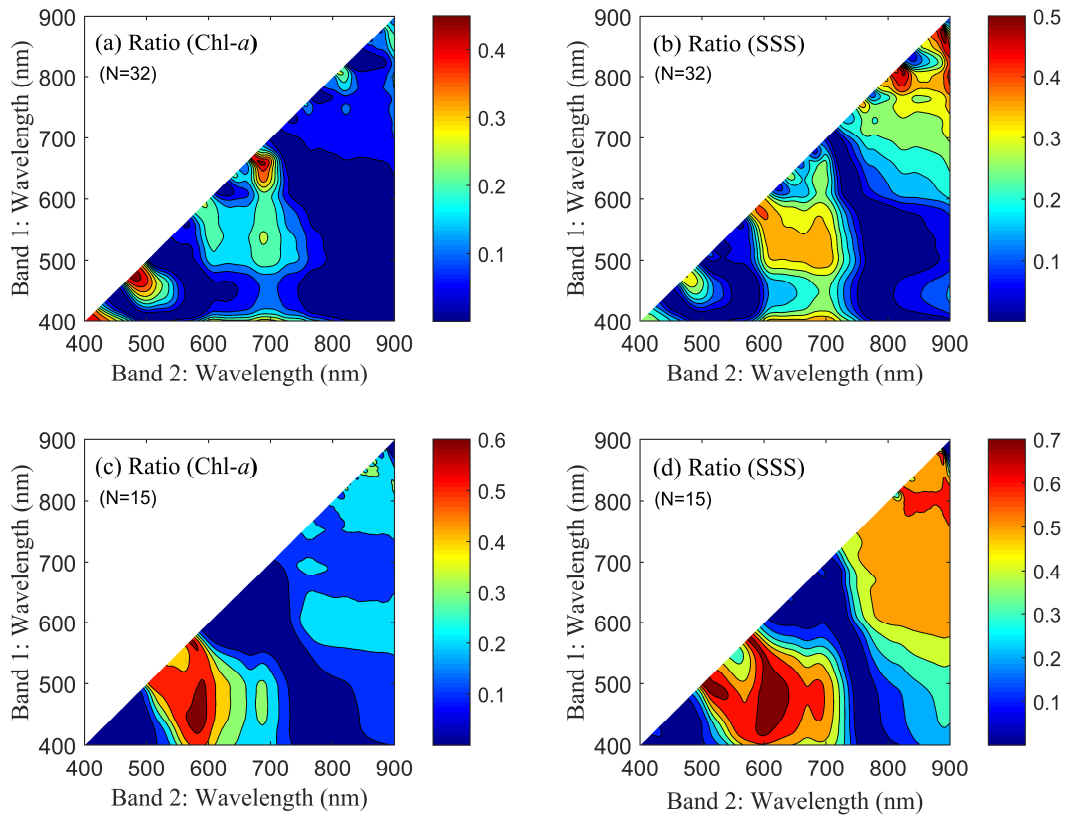 (a) Ratio (Chl-a)
(N=32)
900
800
700
600
500
400
400 500 600 700 800 900
Band 1: Wavelength (nm)
Band 2: Wavelength (nm)
0.4
0.3
0.2
0.1
(b) Ratio (SSS)
(N=32)
900
800
700
600
500
400
400 500 600 700 800 900
Band 1: Wavelength (nm)
Band 2: Wavelength (nm)
0.5
0.4
0.3
0.2
0.1
(c) Ratio (Chl-a)
(N=15)
900
800
700
600
500
400
400 500 600 700 800 900
Band 1: Wavelength (nm)
Band 2: Wavelength (nm)
0.6
0.5
0.4
0.3
0.2
0.1
(d) Ratio (SSS)
(N=15)
900
800
700
600
500
400
400 500 600 700 800 900
Band 1: Wavelength (nm)
Band 2: Wavelength (nm)
0.7
0.6
0.5
0.4
0.3
0.2
0.1